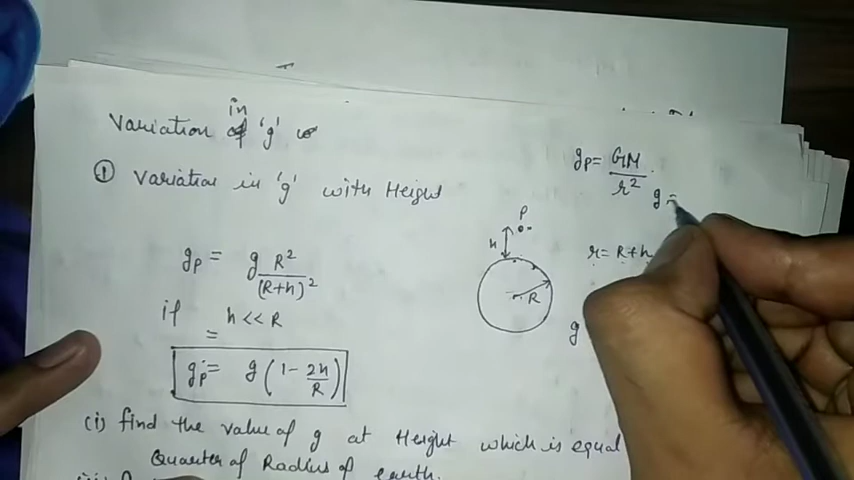 Variation in 'g'
① Variation in 'g' with Height
gp = g R² / (R+h)²
if h << R
gp = g (1 - 2h/R)
(i) find the value of g at Height which is equal
Quarter of Radius of earth.
gp = GM / r²
g =
P
h
r = R+h
R
g